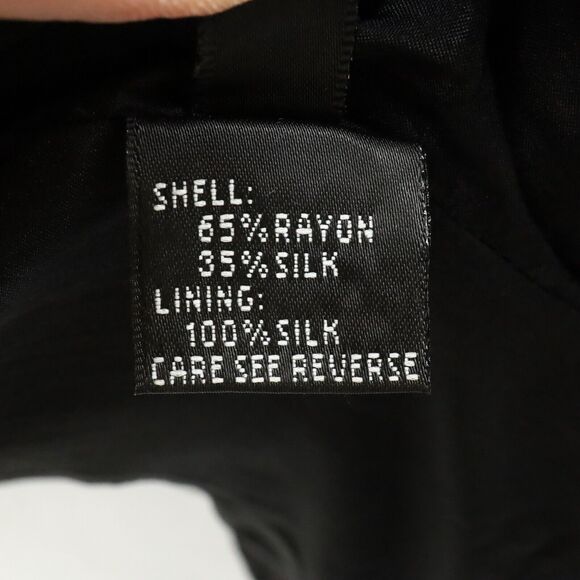 SHELL:
65% RAYON
35% SILK
LINING:
100% SILK
CARE SEE REVERSE